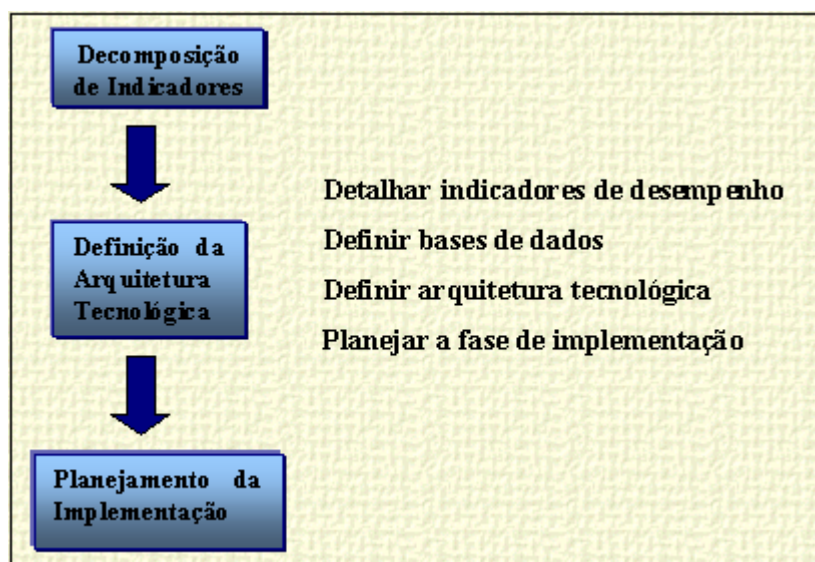 Decomposição
de Indicadores
Definição da
Arquitetura
Tecnológica
Planejamento da
Implementação
Detalhar indicadores de desempenho
Definir bases de dados
Definir arquitetura tecnológica
Planejar a fase de implementação